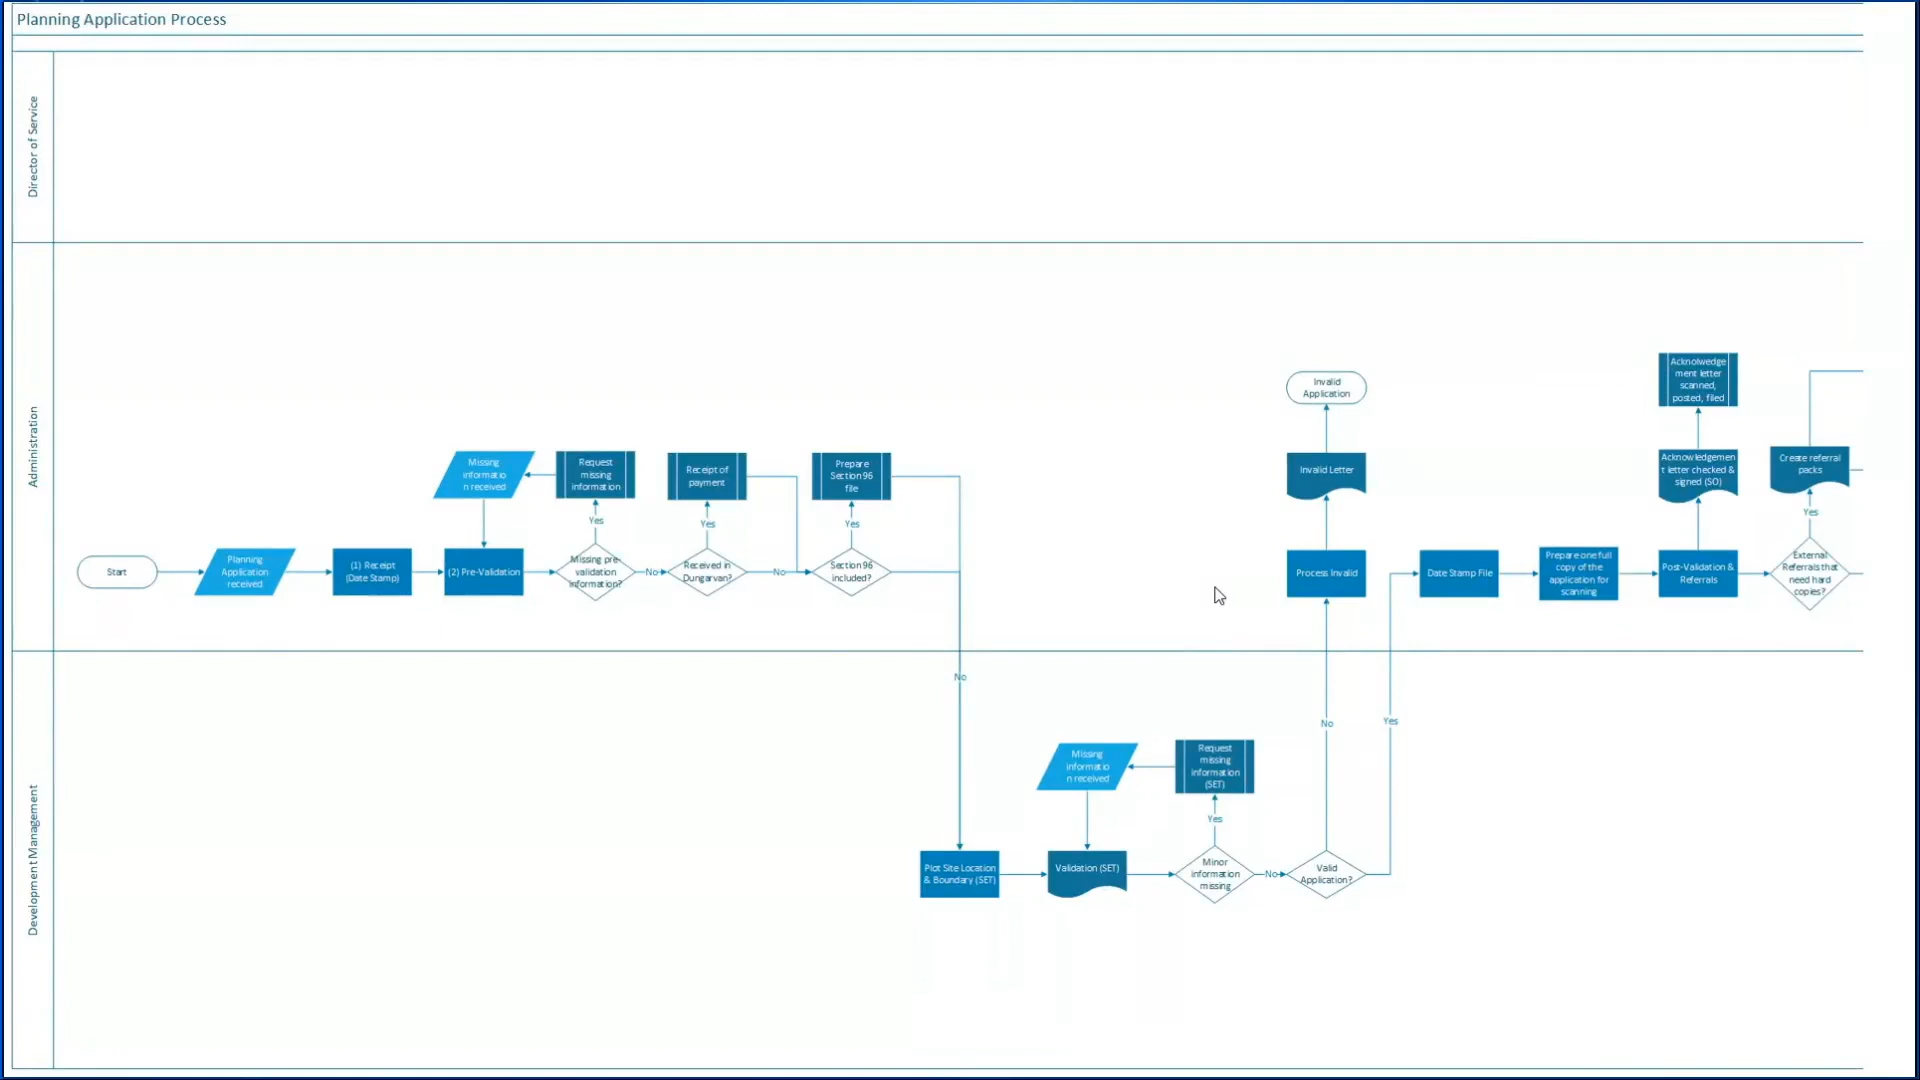 Planning Application Process
Director of Service
Administration
Invalid
Application
Acknolwedge
ment letter
scanned,
posted, filed
Missing
informatio
n received
Request
missing
information
Receipt of
payment
Prepare
Section 96
file
Invalid Letter
Acknowledgemen
t letter checked &
signed (SO)
Create referral
packs
Yes
Yes
Yes
Yes
Start
Planning
Application
received
(1) Receipt
(Date Stamp)
(2) Pre-Validation
Missing pre-
validation
information?
No
Received in
Dungarvan?
No
Section 96
included?
Process Invalid
Date Stamp File
Prepare one full
copy of the
application for
scanning
Post-Validation &
Referrals
External
Referrals that
need hard
copies?
Development Management
No
No
Yes
Missing
informatio
n received
Request
missing
information
(SET)
Yes
Plot Site Location
& Boundary (SET)
Validation (SET)
Minor
information
missing
No
Valid
Application?